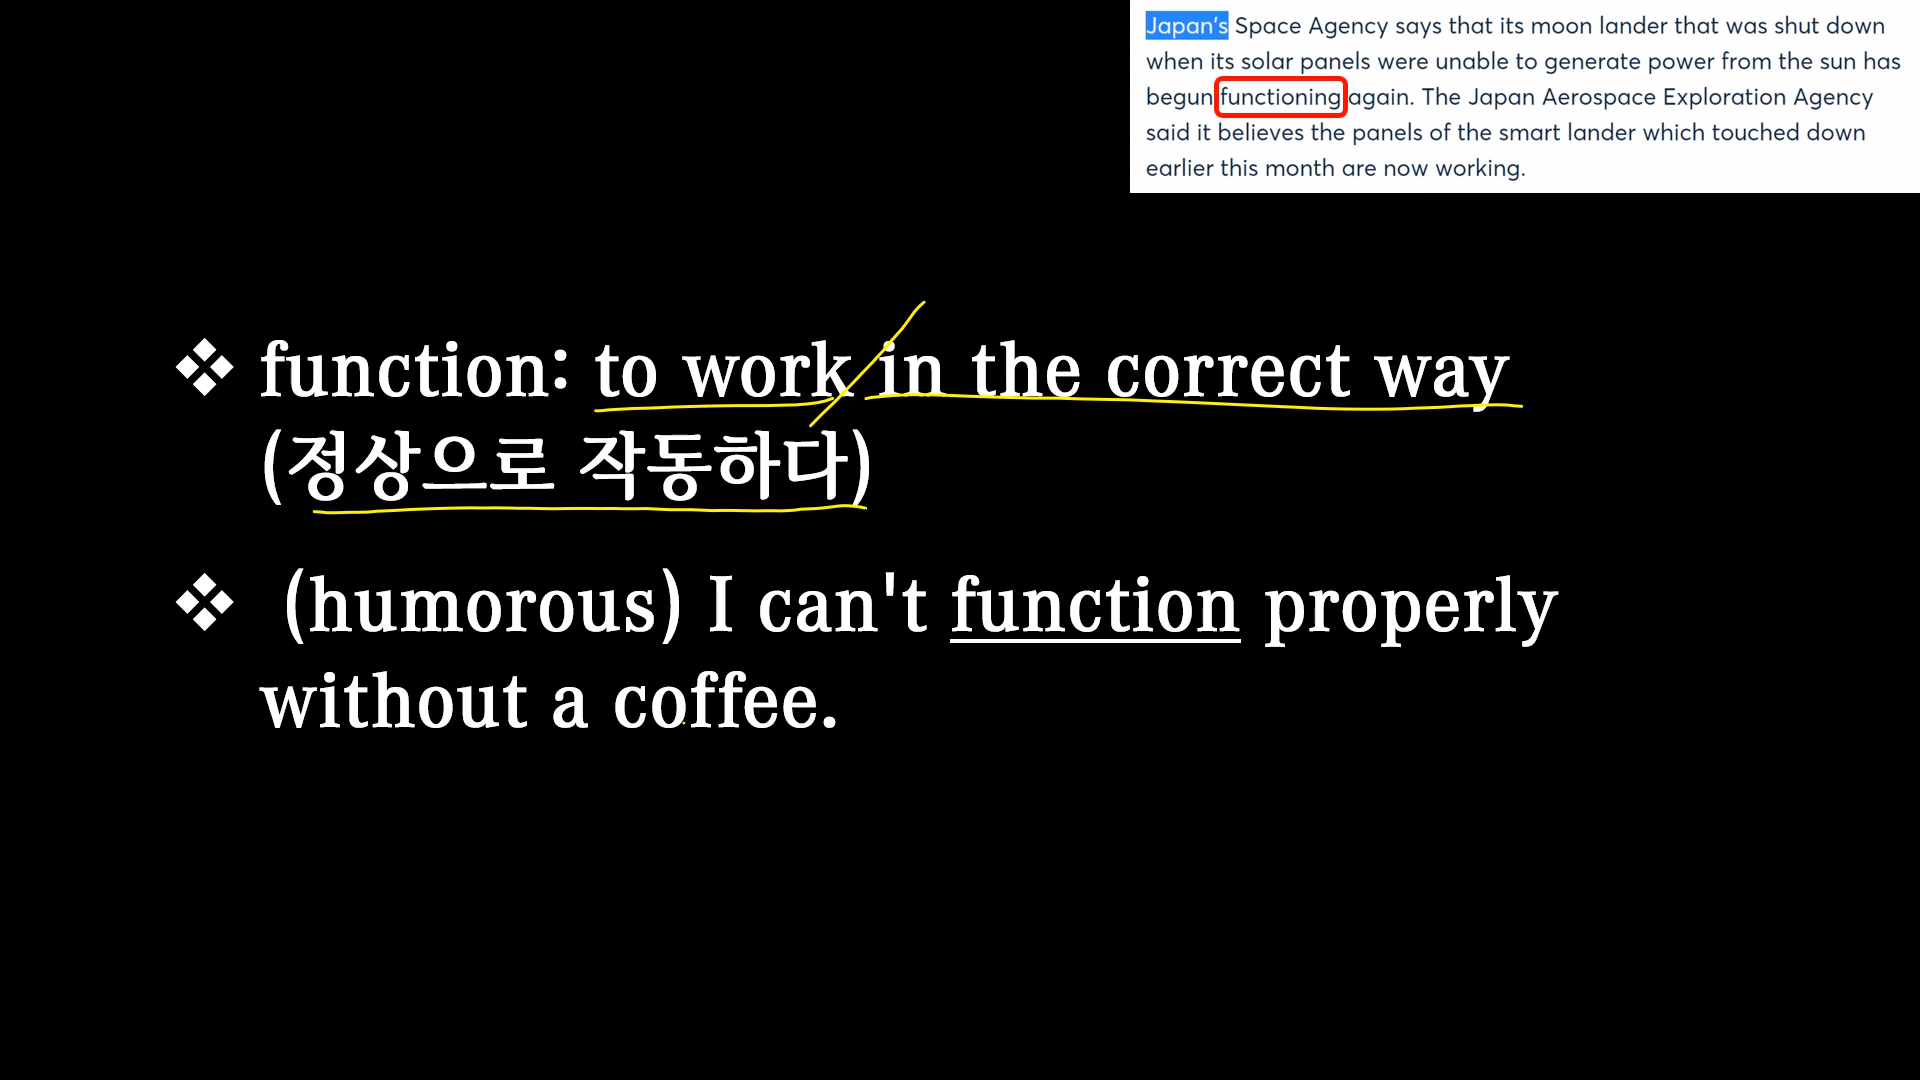 Japan's Space Agency says that its moon lander that was shut down
when its solar panels were unable to generate power from the sun has
begun functioning again. The Japan Aerospace Exploration Agency
said it believes the panels of the smart lander which touched down
earlier this month are now working.
❖ function: to work in the correct way
(정상으로 작동하다)
❖ (humorous) I can't function properly
without a coffee.